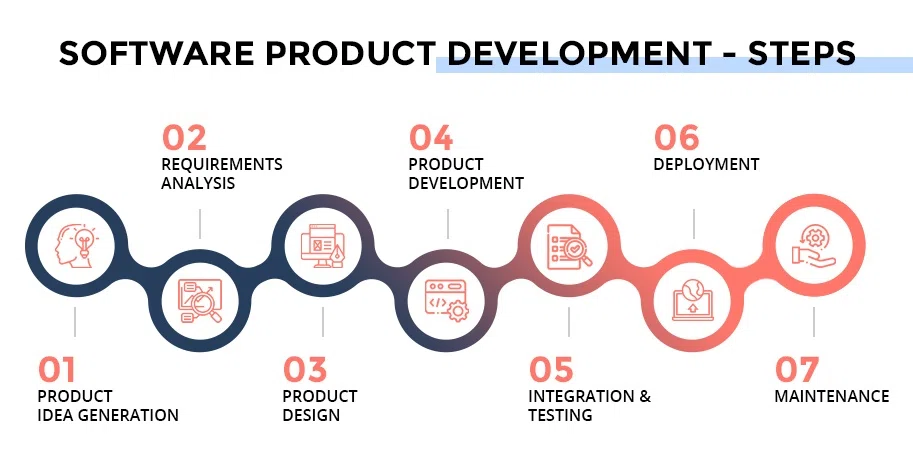 SOFTWARE PRODUCT DEVELOPMENT - STEPS
01
PRODUCT
IDEA GENERATION
02
REQUIREMENTS
ANALYSIS
03
PRODUCT
DESIGN
04
PRODUCT
DEVELOPMENT
05
INTEGRATION &
TESTING
06
DEPLOYMENT
07
MAINTENANCE